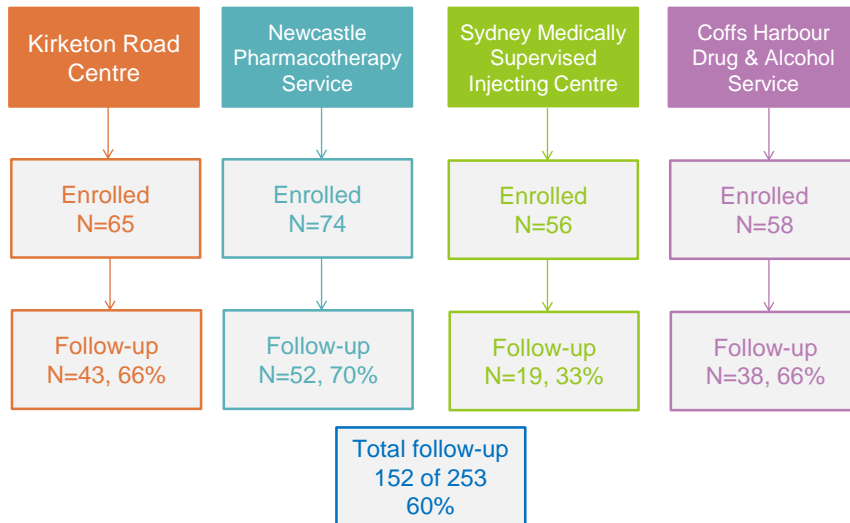 Kirketon Road
Centre
Newcastle
Pharmacotherapy
Service
Sydney Medically
Supervised
Injecting Centre
Coffs Harbour
Drug & Alcohol
Service
Enrolled
N=65
Enrolled
N=74
Enrolled
N=56
Enrolled
N=58
Follow-up
N=43, 66%
Follow-up
N=52, 70%
Follow-up
N=19, 33%
Follow-up
N=38, 66%
Total follow-up
152 of 253
60%